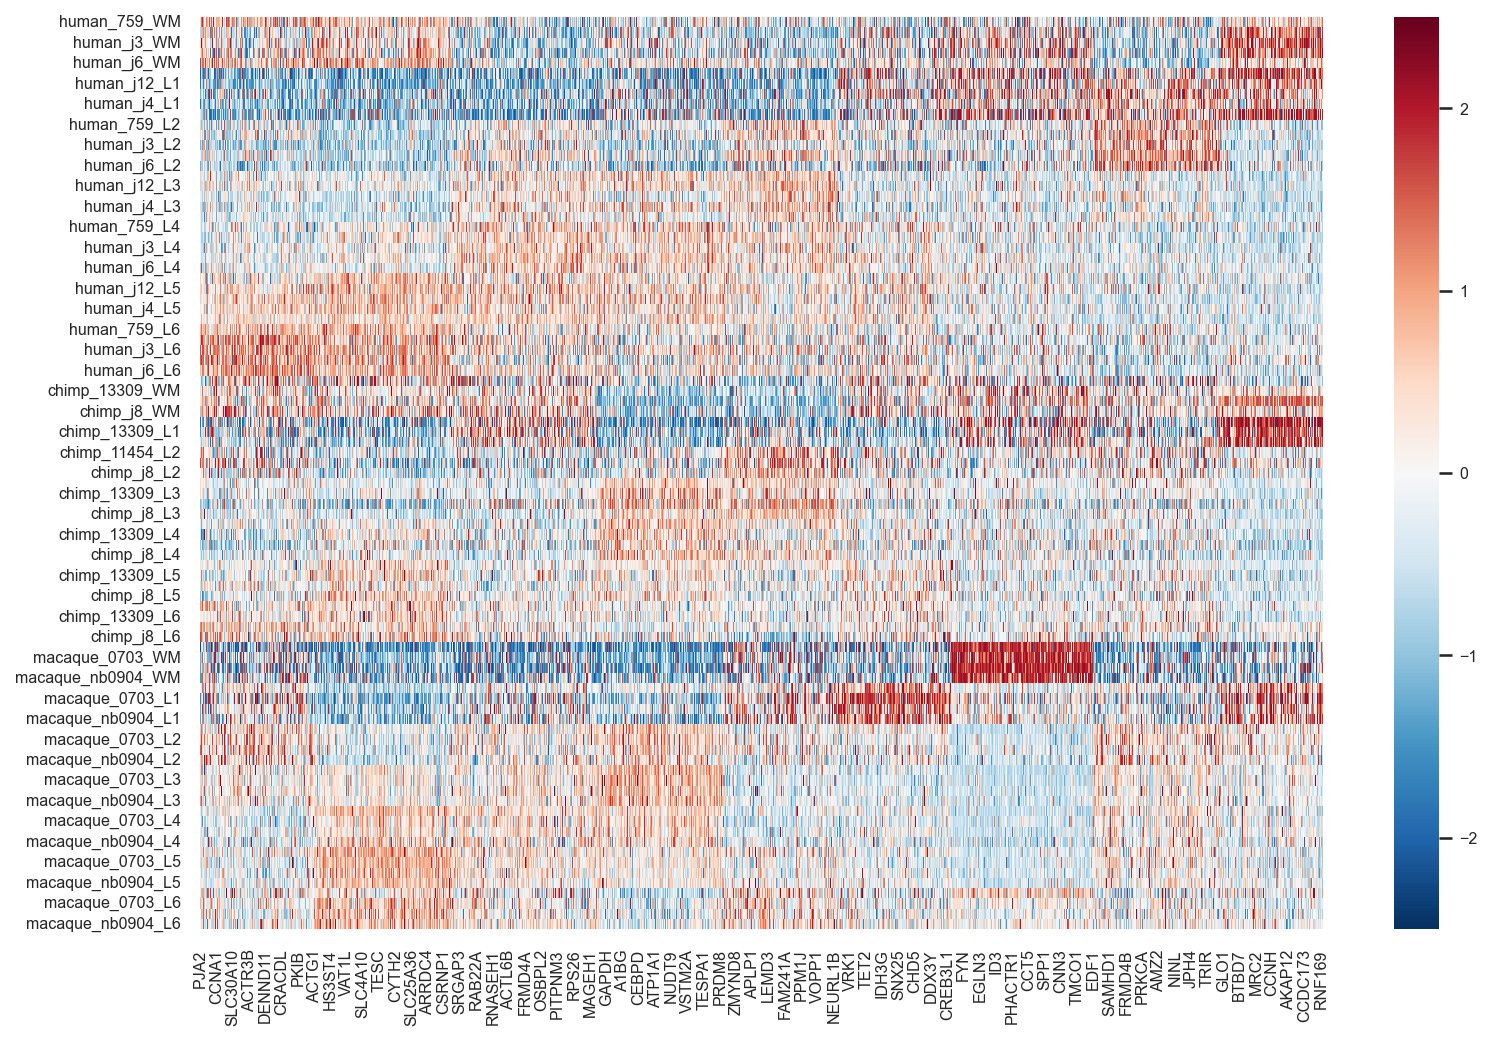 human_759_WM
human_j3_WM
human_j6_WM
human_j12_L1
human_j4_L1
human_759_L2
human_j3_L2
human_j6_L2
human_j12_L3
human_j4_L3
human_759_L4
human_j3_L4
human_j6_L4
human_j12_L5
human_j4_L5
human_759_L6
human_j3_L6
human_j6_L6
chimp_13309_WM
chimp_j8_WM
chimp_13309_L1
chimp_11454_L2
chimp_j8_L2
chimp_13309_L3
chimp_j8_L3
chimp_13309_L4
chimp_j8_L4
chimp_13309_L5
chimp_j8_L5
chimp_13309_L6
chimp_j8_L6
macaque_0703_WM
macaque_nb0904_WM
macaque_0703_L1
macaque_nb0904_L1
macaque_0703_L2
macaque_nb0904_L2
macaque_0703_L3
macaque_nb0904_L3
macaque_0703_L4
macaque_nb0904_L4
macaque_0703_L5
macaque_nb0904_L5
macaque_0703_L6
macaque_nb0904_L6
PJA2
CCNA1
SLC30A10
ACTR3B
DENND11
CRACDL
PKIB
ACTG1
HS3ST4
VAT1L
SLC4A10
TESC
CYTH2
SLC25A36
ARRDC4
CSRNP1
SRGAP3
RAB22A
RNASEH1
ACTL6B
FRMD4A
OSBPL2
PITPNM3
RPS26
MAGEH1
GAPDH
A1BG
CEBPD
ATP1A1
NUDT9
VSTM2A
TESPA1
PRDM8
ZMYND8
APLP1
LEMD3
FAM241A
PPM1J
VOPP1
NEURL1B
VRK1
TET2
IDH3G
SNX25
CHD5
DDX3Y
CREB3L1
FYN
EGLN3
ID3
PHACTR1
CCT5
SPP1
CNN3
TMCO1
EDF1
SAMHD1
FRMD4B
PRKCA
AMZ2
NINL
JPH4
TRIR
GLO1
BTBD7
MRC2
CCNH
AKAP12
CCDC173
RNF169
2
1
0
−1
−2